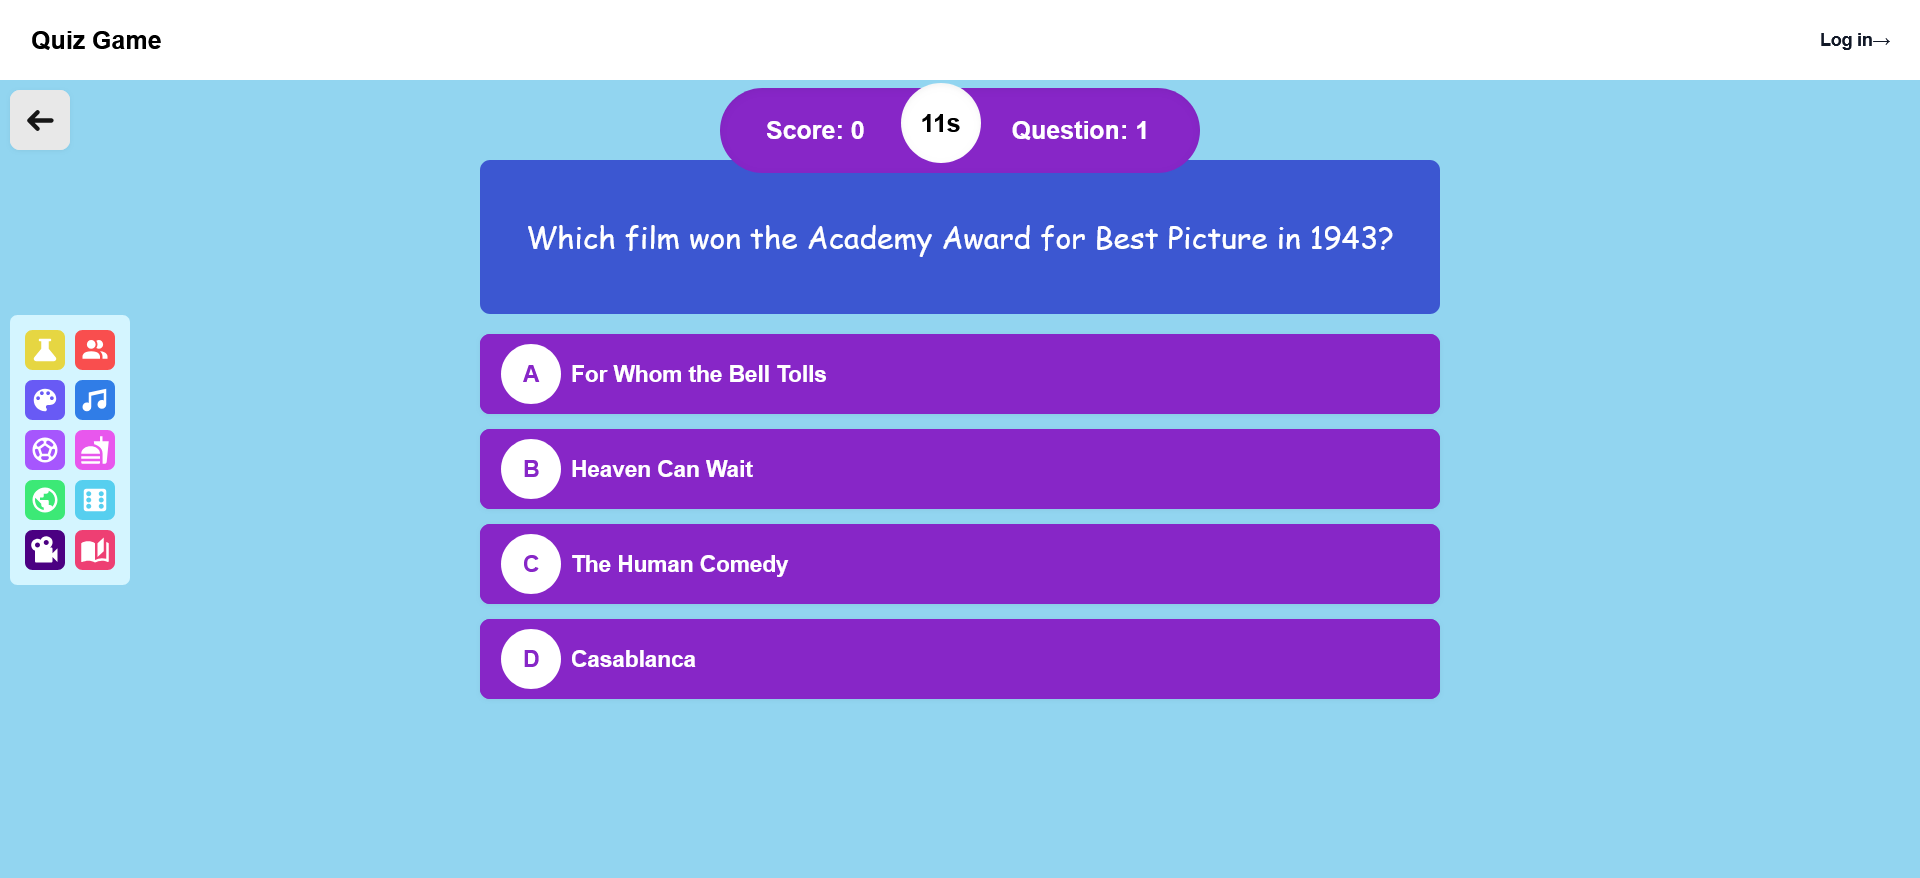 Quiz Game
Log in→
Score: 0
11s
Question: 1
Which film won the Academy Award for Best Picture in 1943?
A For Whom the Bell Tolls
B Heaven Can Wait
C The Human Comedy
D Casablanca